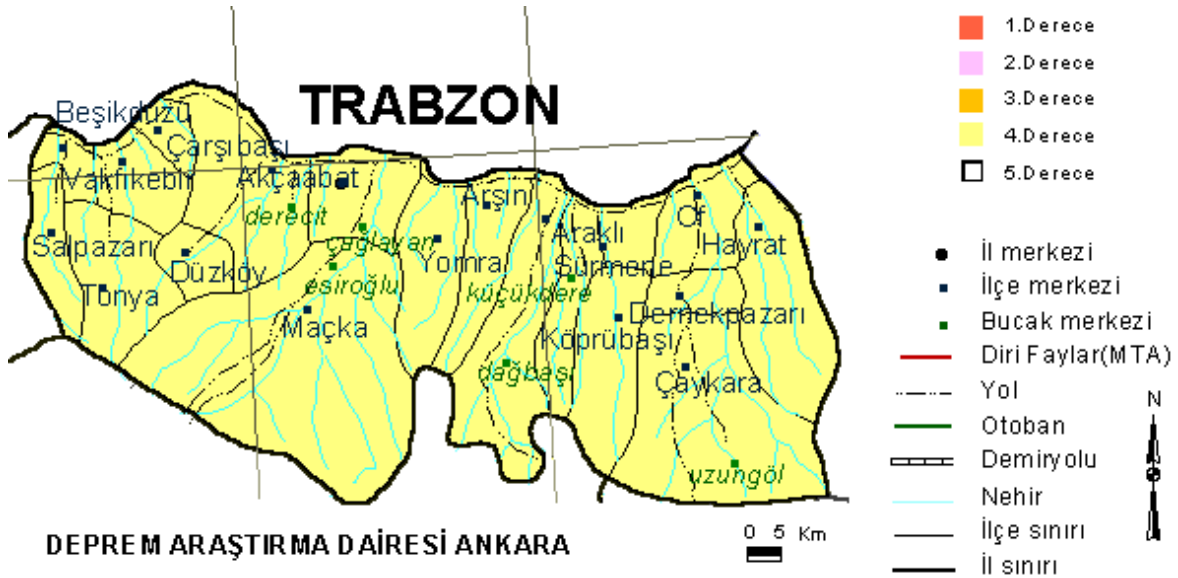 TRABZON
Beşikdüzü
Çarşıbaşı
Vakfıkebir
Akçaabat
derecit
çağlayan
Arşin
Of
Salpazarı
Düzköy
Yomra
Araklı
Sürmene
Hayrat
Tonya
esiroğlu
küçükdere
Maçka
Dernekpazarı
Köprübaşı
dağbaşı
Çaykara
uzungöl
DEPREM ARAŞTIRMA DAİRESİ ANKARA
0 5 Km
1.Derece
2.Derece
3.Derece
4.Derece
5.Derece
İl merkezi
İlçe merkezi
Bucak merkezi
Diri Faylar(MTA)
Yol
Otoban
Demiryolu
Nehir
İlçe sınırı
İl sınırı
N